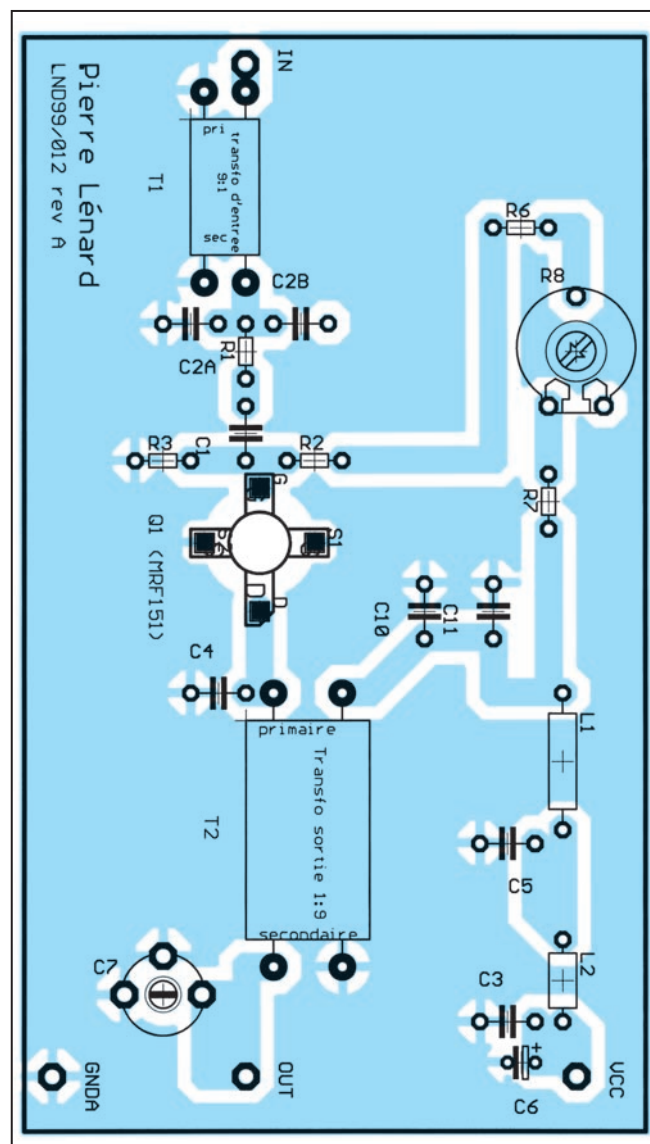 Pierre Lénard
LND99/012 rev A
IN
T1
pri
transfo d'entree
9:1
sec
R6
R8
C2B
C2A
R1
R3
C1
R2
G
S1
D
Q1 (MRF151)
R7
C10
C11
C4
L1
primaire
Transfo sortie 1:9
secondaire
T2
C5
C7
L2
C3
+
C6
GNDA
OUT
VCC